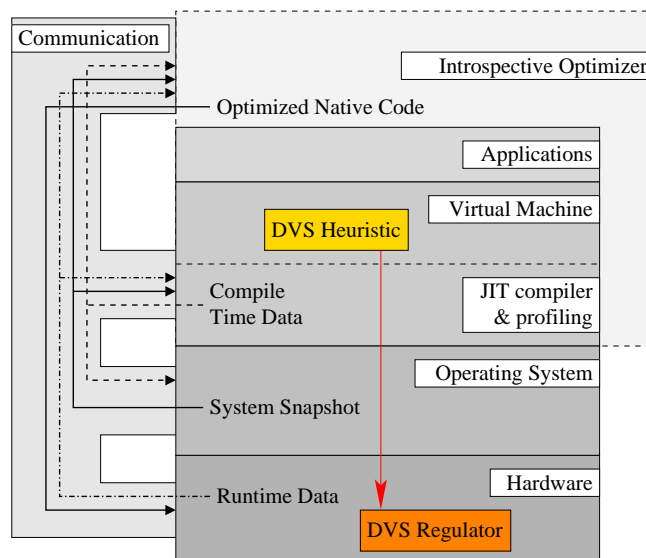 Communication
Introspective Optimizer
Optimized Native Code
Applications
Virtual Machine
DVS Heuristic
Compile
Time Data
JIT compiler
& profiling
Operating System
System Snapshot
Hardware
Runtime Data
DVS Regulator